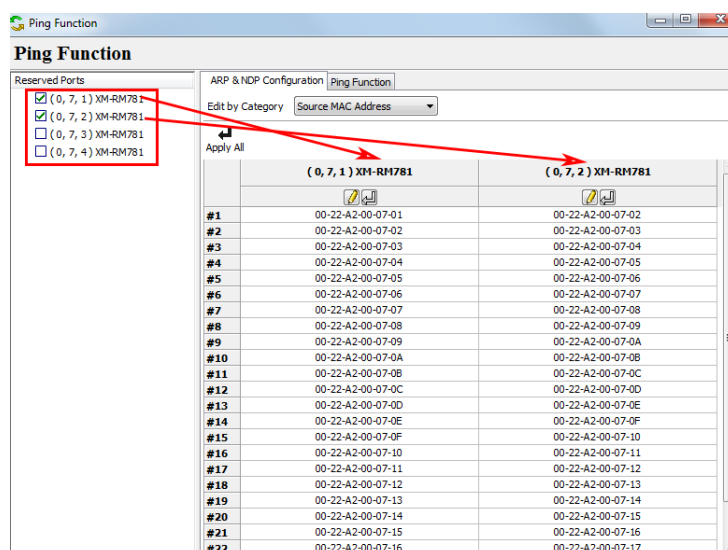 Ping Function
Ping Function
Reserved Ports
( 0, 7, 1 ) XM-RM781
( 0, 7, 2 ) XM-RM781
( 0, 7, 3 ) XM-RM781
( 0, 7, 4 ) XM-RM781
ARP & NDP Configuration Ping Function
Edit by Category Source MAC Address
Apply All
( 0, 7, 1 ) XM-RM781 ( 0, 7, 2 ) XM-RM781
#1 00-22-A2-00-07-01 00-22-A2-00-07-02
#2 00-22-A2-00-07-02 00-22-A2-00-07-03
#3 00-22-A2-00-07-03 00-22-A2-00-07-04
#4 00-22-A2-00-07-04 00-22-A2-00-07-05
#5 00-22-A2-00-07-05 00-22-A2-00-07-06
#6 00-22-A2-00-07-06 00-22-A2-00-07-07
#7 00-22-A2-00-07-07 00-22-A2-00-07-08
#8 00-22-A2-00-07-08 00-22-A2-00-07-09
#9 00-22-A2-00-07-09 00-22-A2-00-07-0A
#10 00-22-A2-00-07-0A 00-22-A2-00-07-0B
#11 00-22-A2-00-07-0B 00-22-A2-00-07-0C
#12 00-22-A2-00-07-0C 00-22-A2-00-07-0D
#13 00-22-A2-00-07-0D 00-22-A2-00-07-0E
#14 00-22-A2-00-07-0E 00-22-A2-00-07-0F
#15 00-22-A2-00-07-0F 00-22-A2-00-07-10
#16 00-22-A2-00-07-10 00-22-A2-00-07-11
#17 00-22-A2-00-07-11 00-22-A2-00-07-12
#18 00-22-A2-00-07-12 00-22-A2-00-07-13
#19 00-22-A2-00-07-13 00-22-A2-00-07-14
#20 00-22-A2-00-07-14 00-22-A2-00-07-15
#21 00-22-A2-00-07-15 00-22-A2-00-07-16
#22 00-22-A2-00-07-16 00-22-A2-00-07-17